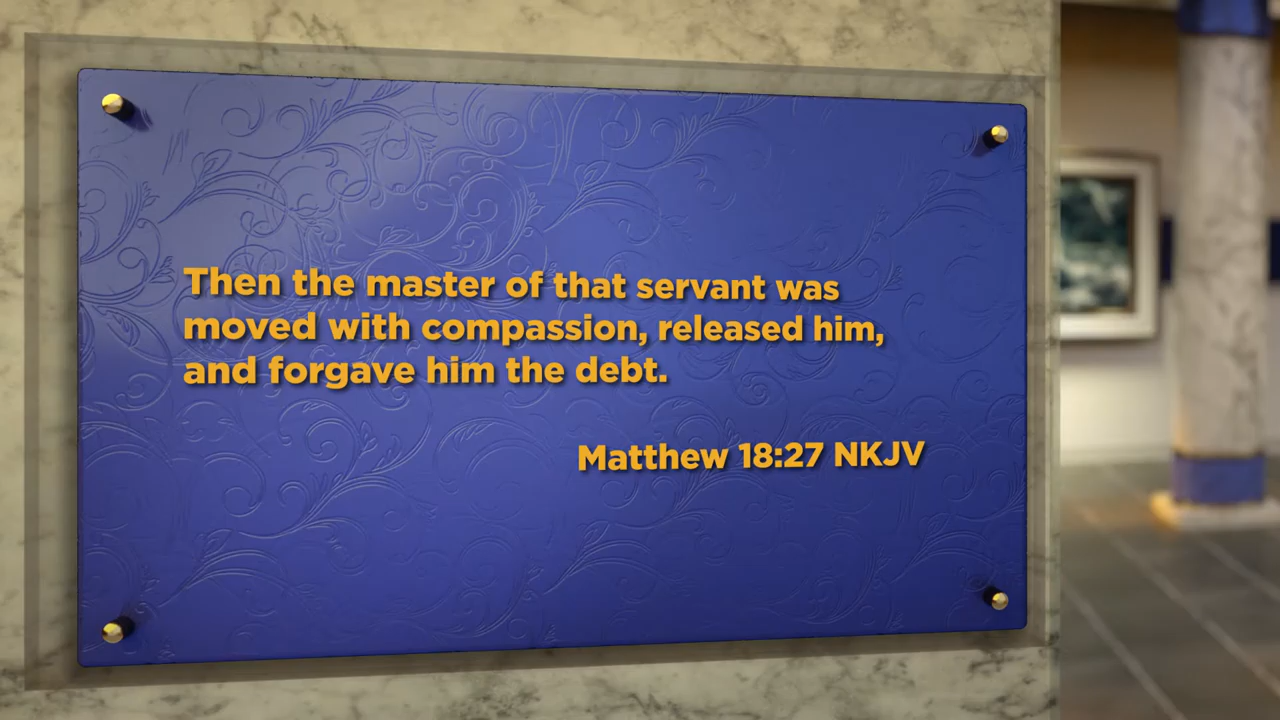 Then the master of that servant was
moved with compassion, released him,
and forgave him the debt.
Matthew 18:27 NKJV